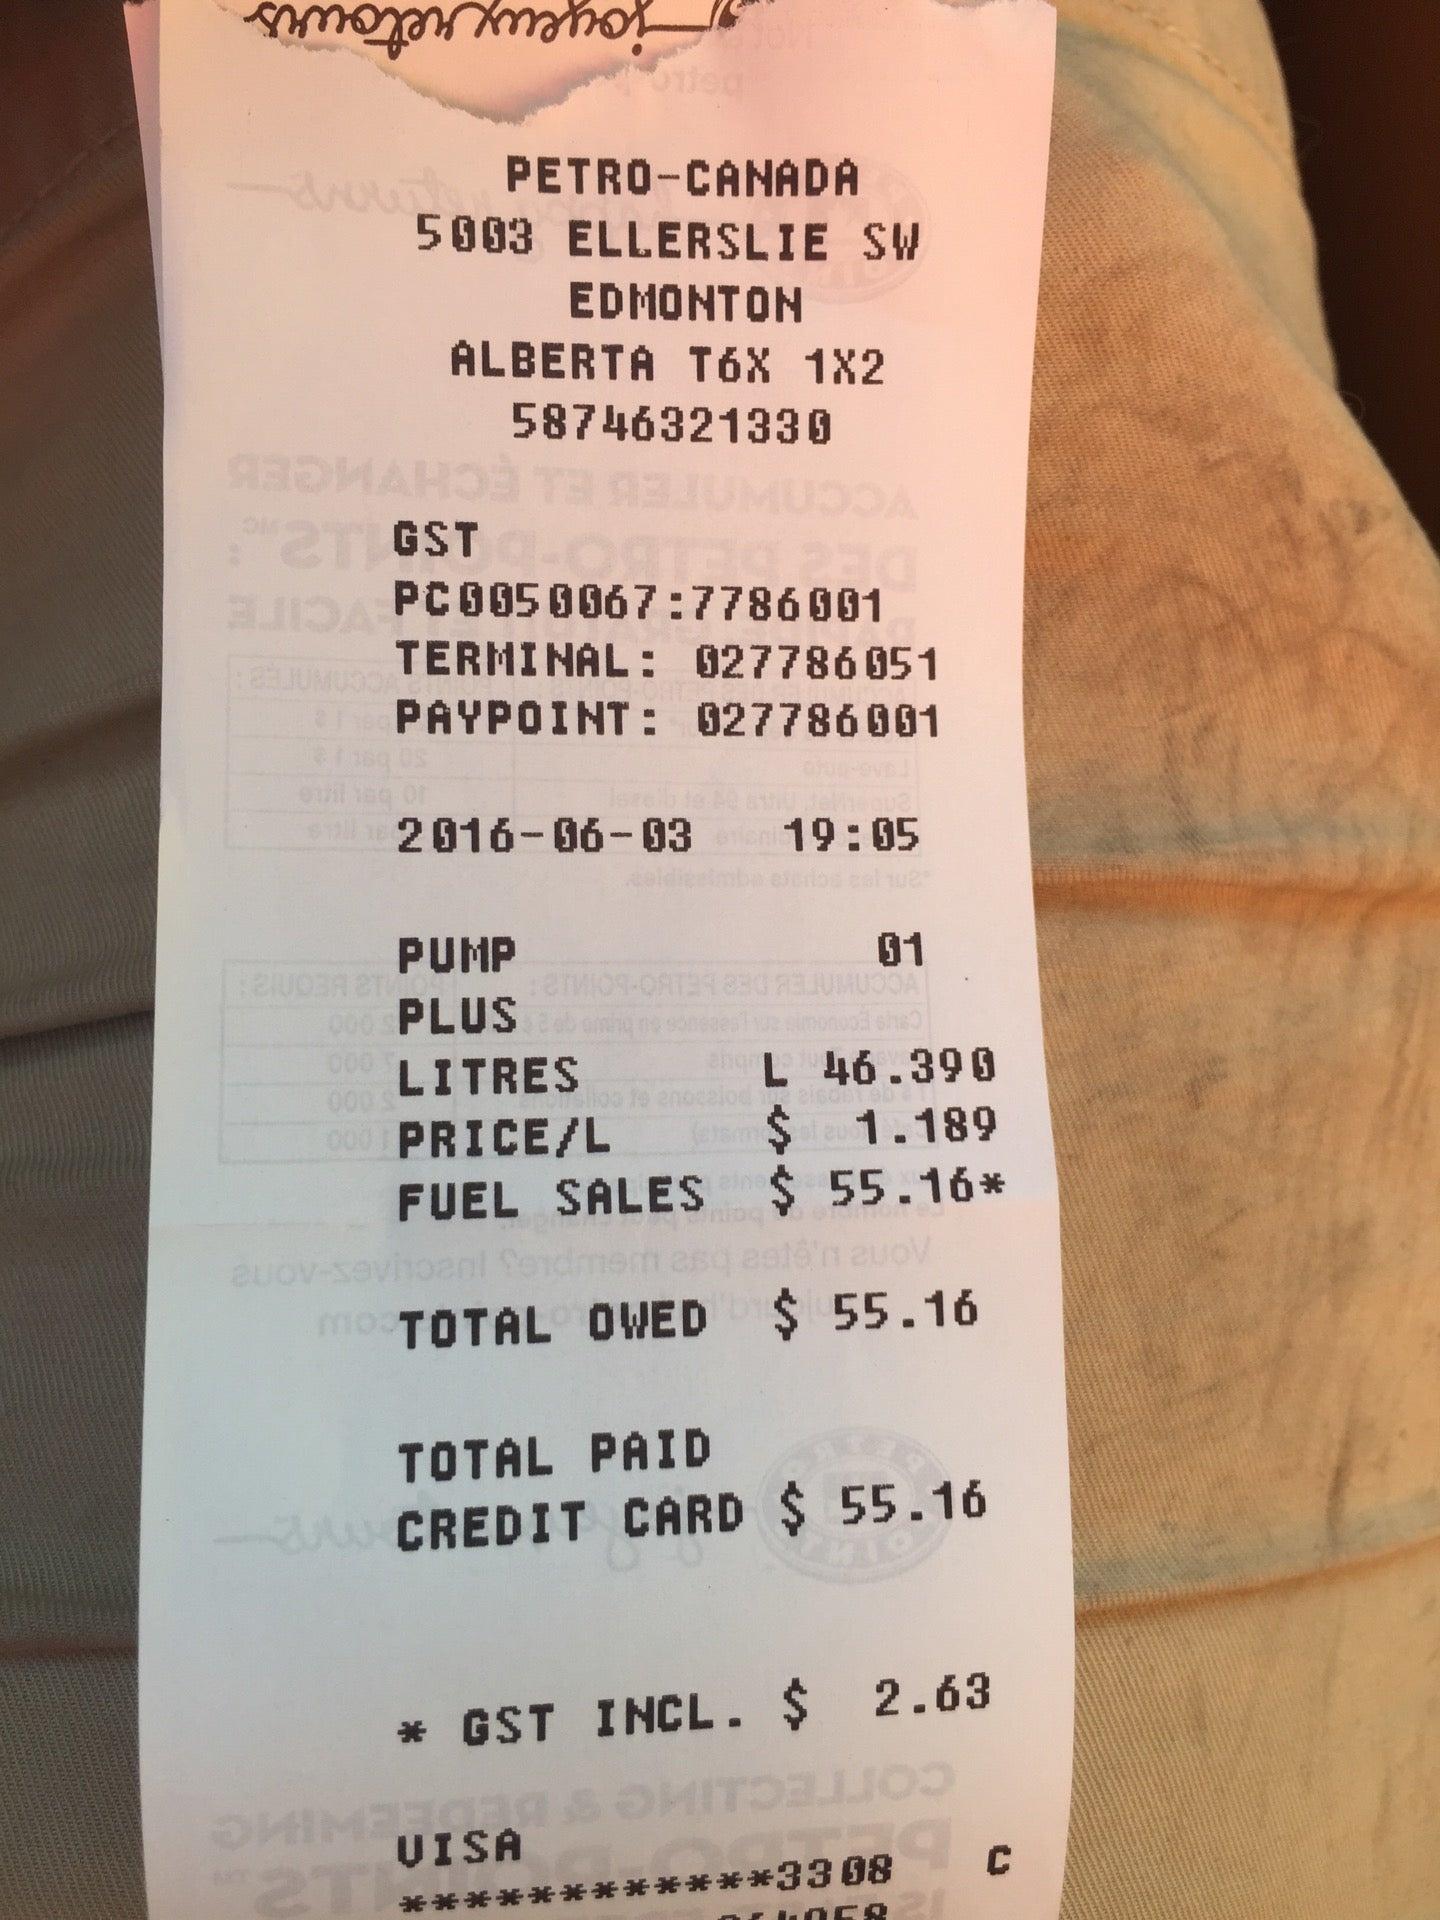 joyeux retours
PETRO-CANADA
5003 ELLERSLIE SW
EDMONTON
ALBERTA T6X 1X2
58746321330
GST
PC0050067:7786001
TERMINAL: 027786051
PAYPOINT: 027786001
2016-06-03 19:05
PUMP 01
PLUS
LITRES L 46.390
PRICE/L $ 1.189
FUEL SALES $ 55.16*
TOTAL OWED $ 55.16
TOTAL PAID
CREDIT CARD $ 55.16
* GST INCL. $ 2.63
VISA
************3308 C